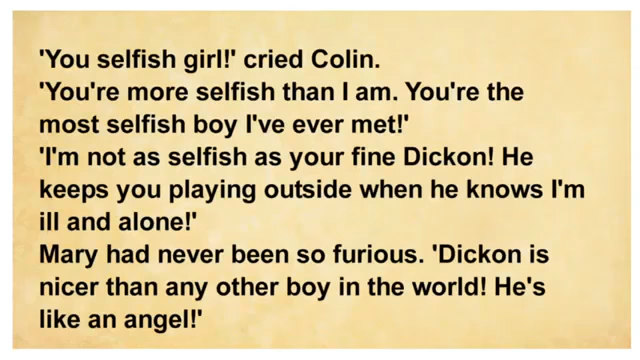 'You selfish girl!' cried Colin.
'You're more selfish than I am. You're the
most selfish boy I've ever met!'
'I'm not as selfish as your fine Dickon! He
keeps you playing outside when he knows I'm
ill and alone!'
Mary had never been so furious. 'Dickon is
nicer than any other boy in the world! He's
like an angel!'